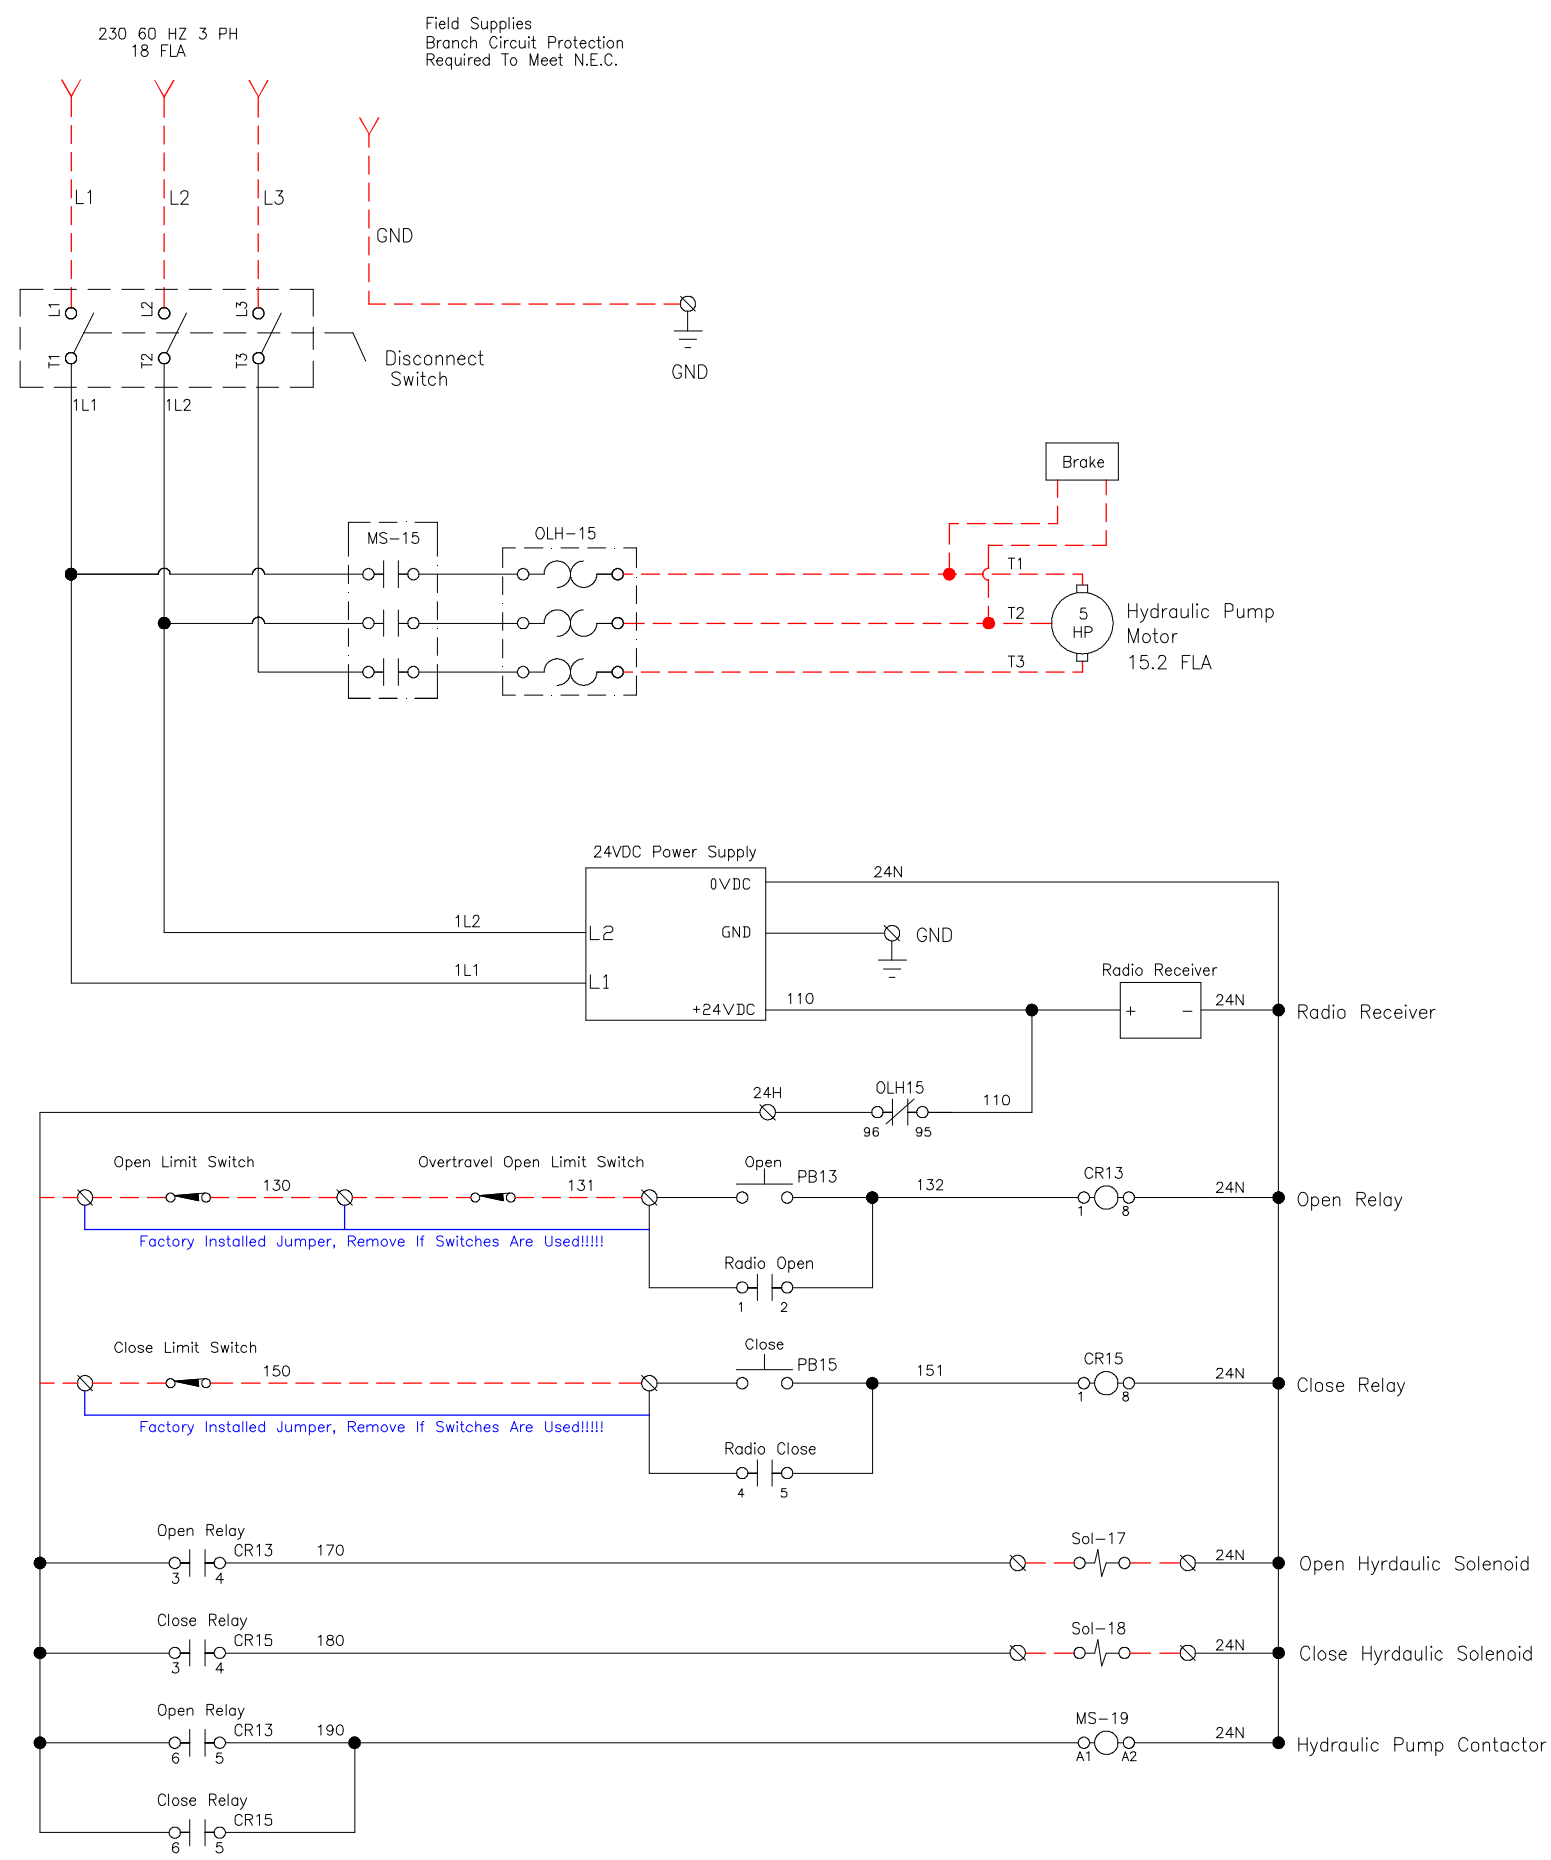 230 60 HZ 3 PH
18 FLA
Field Supplies
Branch Circuit Protection
Required To Meet N.E.C.
L1
L2
L3
GND
L1
L2
L3
T1
T2
T3
Disconnect
Switch
GND
1L1
1L2
Brake
MS-15
OLH-15
T1
T2
T3
5
HP
Hydraulic Pump
Motor
15.2 FLA
24VDC Power Supply
0VDC
24N
1L2
L2
GND
GND
1L1
L1
+24VDC
110
Radio Receiver
+
-
24N
Radio Receiver
24H
OLH15
110
96
95
Open Limit Switch
130
Overtravel Open Limit Switch
131
Open
PB13
132
CR13
1
8
24N
Open Relay
Factory Installed Jumper, Remove If Switches Are Used!!!!!
Radio Open
1
2
Close Limit Switch
150
Close
PB15
151
CR15
1
8
24N
Close Relay
Factory Installed Jumper, Remove If Switches Are Used!!!!!
Radio Close
4
5
Open Relay
CR13
170
3
4
Sol-17
24N
Open Hyrdaulic Solenoid
Close Relay
CR15
180
3
4
Sol-18
24N
Close Hyrdaulic Solenoid
Open Relay
CR13
190
6
5
MS-19
A1
A2
24N
Hydraulic Pump Contactor
Close Relay
CR15
6
5